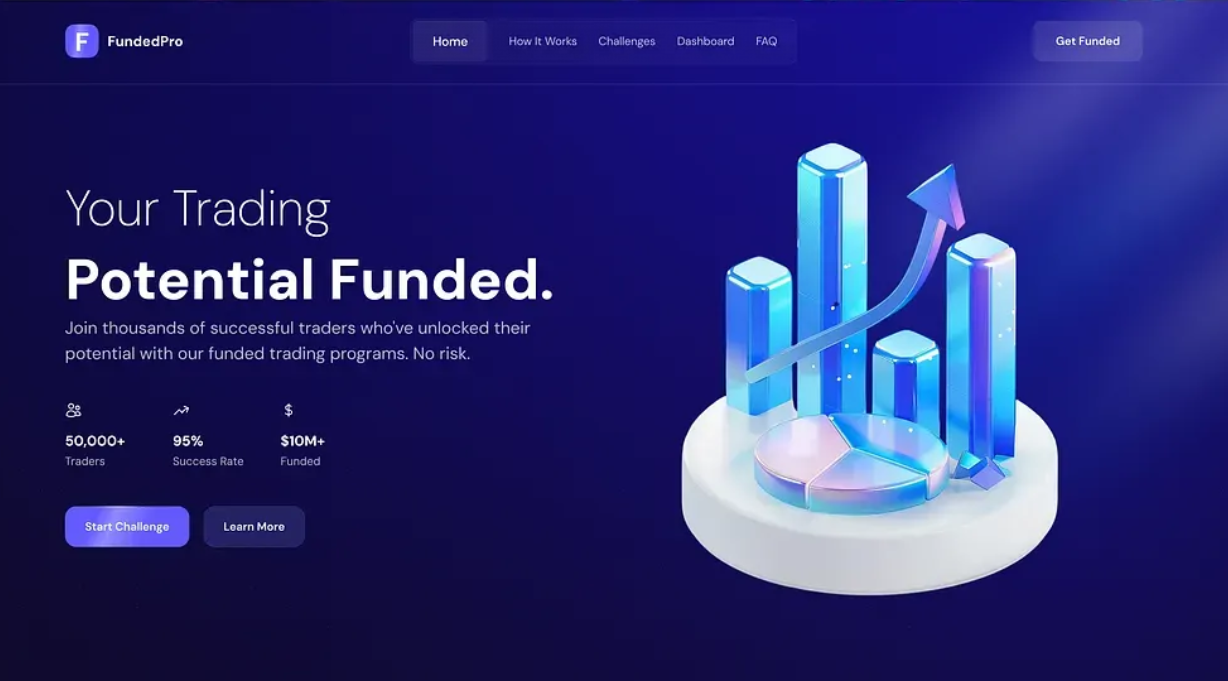 F
FundedPro
Home
How It Works
Challenges
Dashboard
FAQ
Get Funded
Your Trading
Potential Funded.
Join thousands of successful traders who've unlocked their
potential with our funded trading programs. No risk.
$
50,000+
95%
$10M+
Traders
Success Rate
Funded
Start Challenge
Learn More